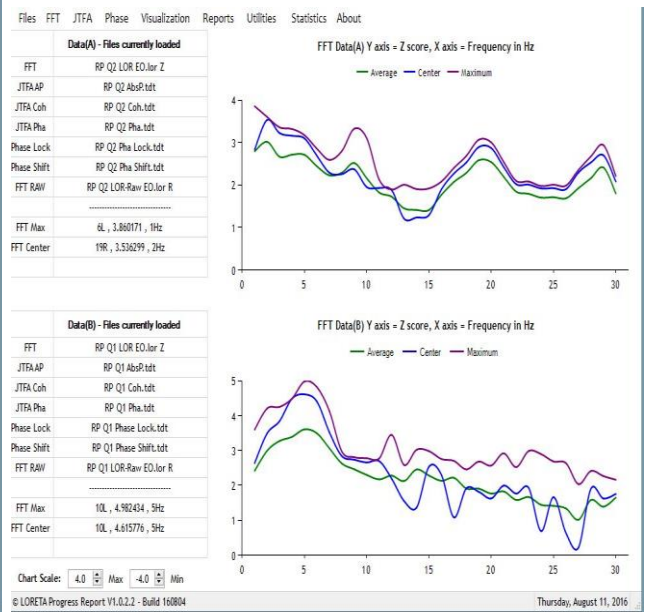 Files FFT JTFA Phase Visualization Reports Utilities Statistics About
Data(A) - Files currently loaded
FFT RP Q2 LOR EO.lor Z
JTFA AP RP Q2 AbsP.tdt
JTFA Coh RP Q2 Coh.tdt
JTFA Pha RP Q2 Pha.tdt
Phase Lock RP Q2 Pha Lock.tdt
Phase Shift RP Q2 Pha Shift.tdt
FFT RAW RP Q2 LOR-Raw EO.lor R
--------------------------------
FFT Max 6L , 3.860171 , 1Hz
FFT Center 19R , 3.536299 , 2Hz
FFT Data(A) Y axis = Z score, X axis = Frequency in Hz
Average Center Maximum
4
3
2
1
0
0 5 10 15 20 25 30
Data(B) - Files currently loaded
FFT RP Q1 LOR EO.lor Z
JTFA AP RP Q1 AbsP.tdt
JTFA Coh RP Q1 Coh.tdt
JTFA Pha RP Q1 Pha.tdt
Phase Lock RP Q1 Phase Lock.tdt
Phase Shift RP Q1 Phase Shift.tdt
FFT RAW RP Q1 LOR-Raw EO.lor R
--------------------------------
FFT Max 10L , 4.982434 , 5Hz
FFT Center 10L , 4.615776 , 5Hz
FFT Data(B) Y axis = Z score, X axis = Frequency in Hz
Average Center Maximum
5
4
3
2
1
0
0 5 10 15 20 25 30
Chart Scale: 4.0 Max -4.0 Min
© LORETA Progress Report V1.0.2.2 - Build 160804 Thursday, August 11, 2016